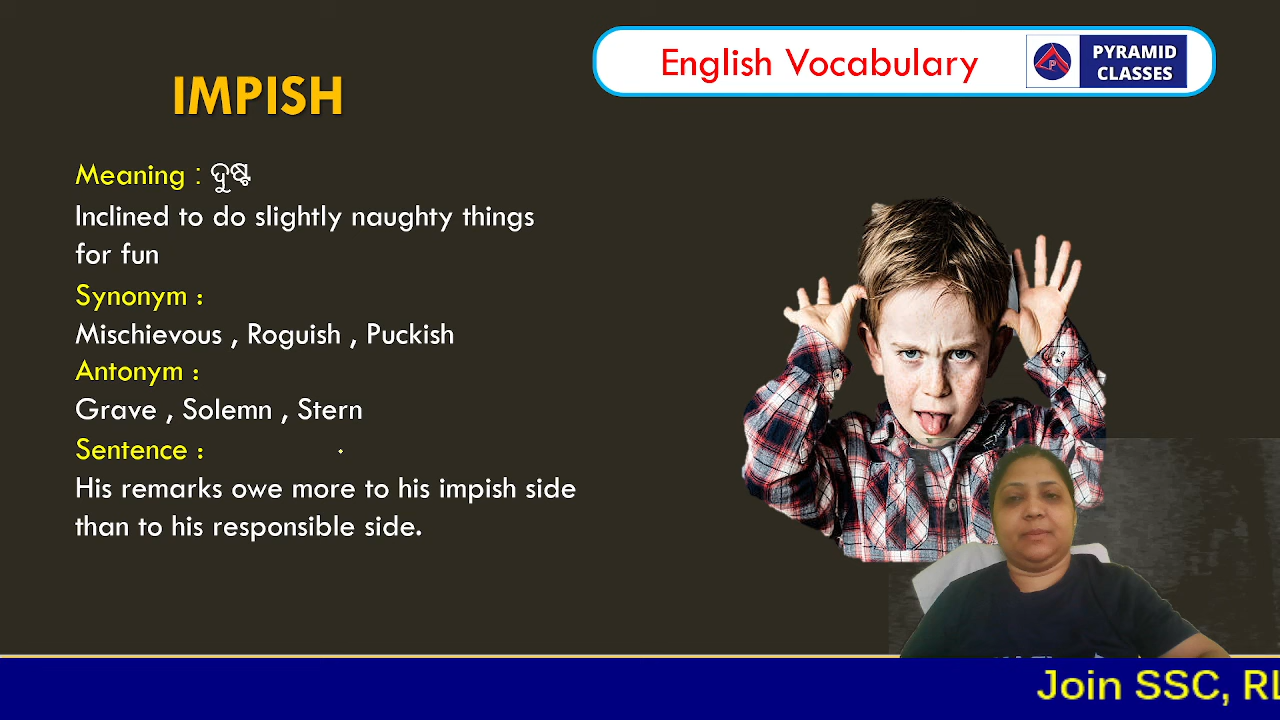 English Vocabulary
PYRAMID
CLASSES
IMPISH
Meaning : ଦୁଷ୍ଟ
Inclined to do slightly naughty things
for fun
Synonym :
Mischievous , Roguish , Puckish
Antonym :
Grave , Solemn , Stern
Sentence :
His remarks owe more to his impish side
than to his responsible side.
Join SSC,